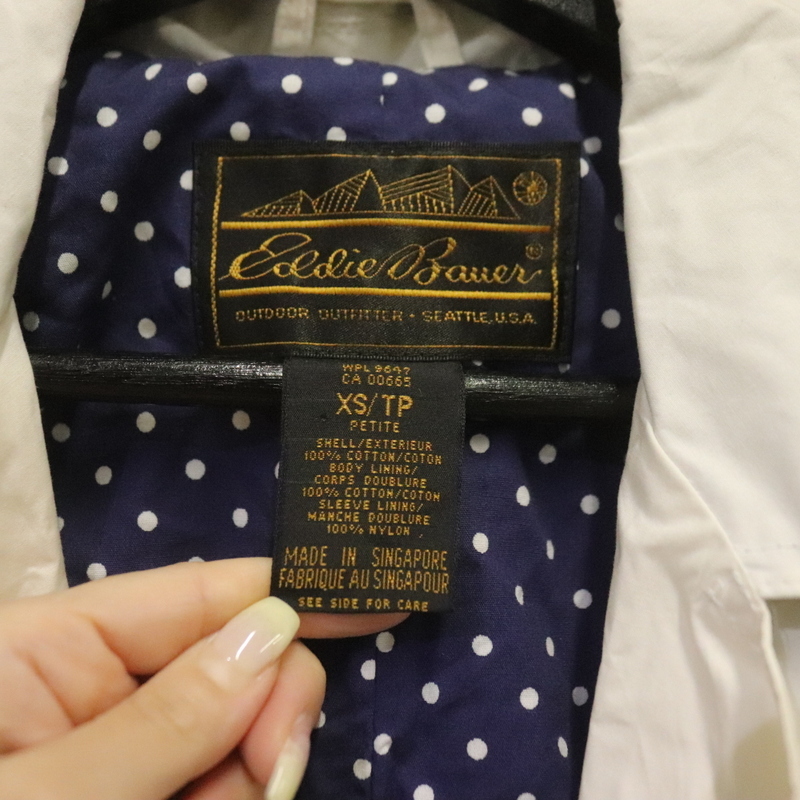 Eddie Bauer®
OUTDOOR OUTFITTER • SEATTLE, U.S.A.
WPL 9647
CA 00665
XS/TP
PETITE
SHELL/EXTERIEUR
100% COTTON/COTON
BODY LINING/
CORPS DOUBLURE
100% COTTON/COTON
SLEEVE LINING/
MANCHE DOUBLURE
100% NYLON
MADE IN SINGAPORE
FABRIQUE AU SINGAPOUR
SEE SIDE FOR CARE